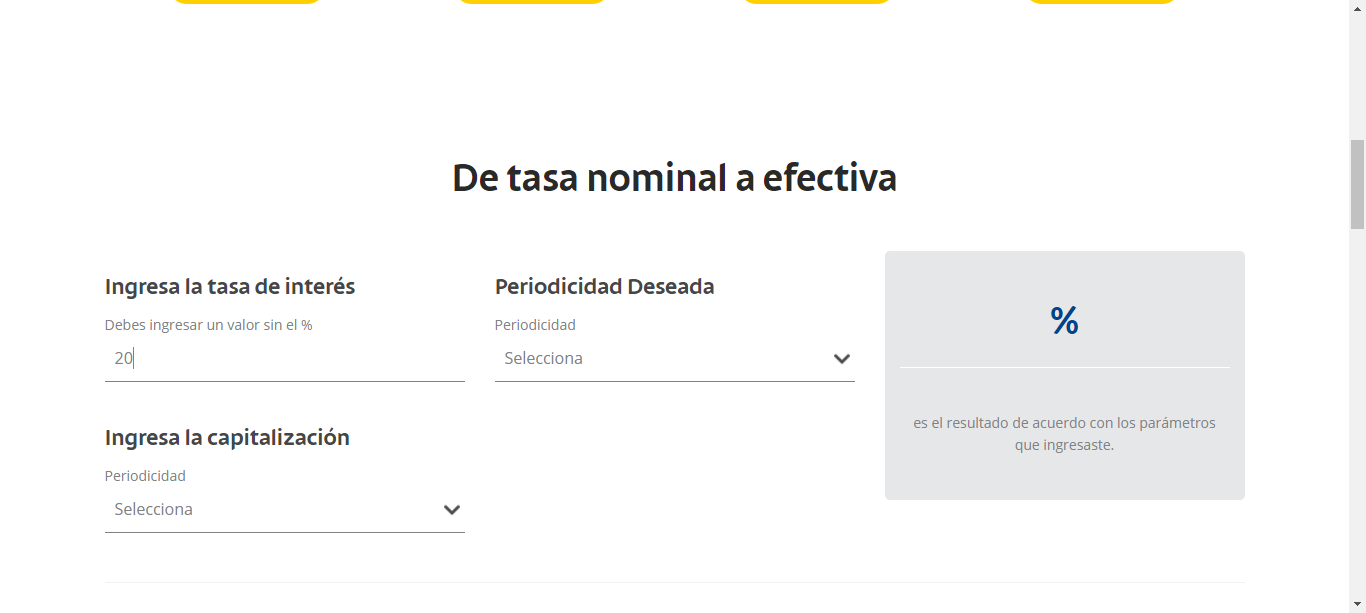 De tasa nominal a efectiva
Ingresa la tasa de interés
Debes ingresar un valor sin el %
20
Periodicidad Deseada
Periodicidad
Selecciona
Ingresa la capitalización
Periodicidad
Selecciona
%
es el resultado de acuerdo con los parámetros
que ingresaste.